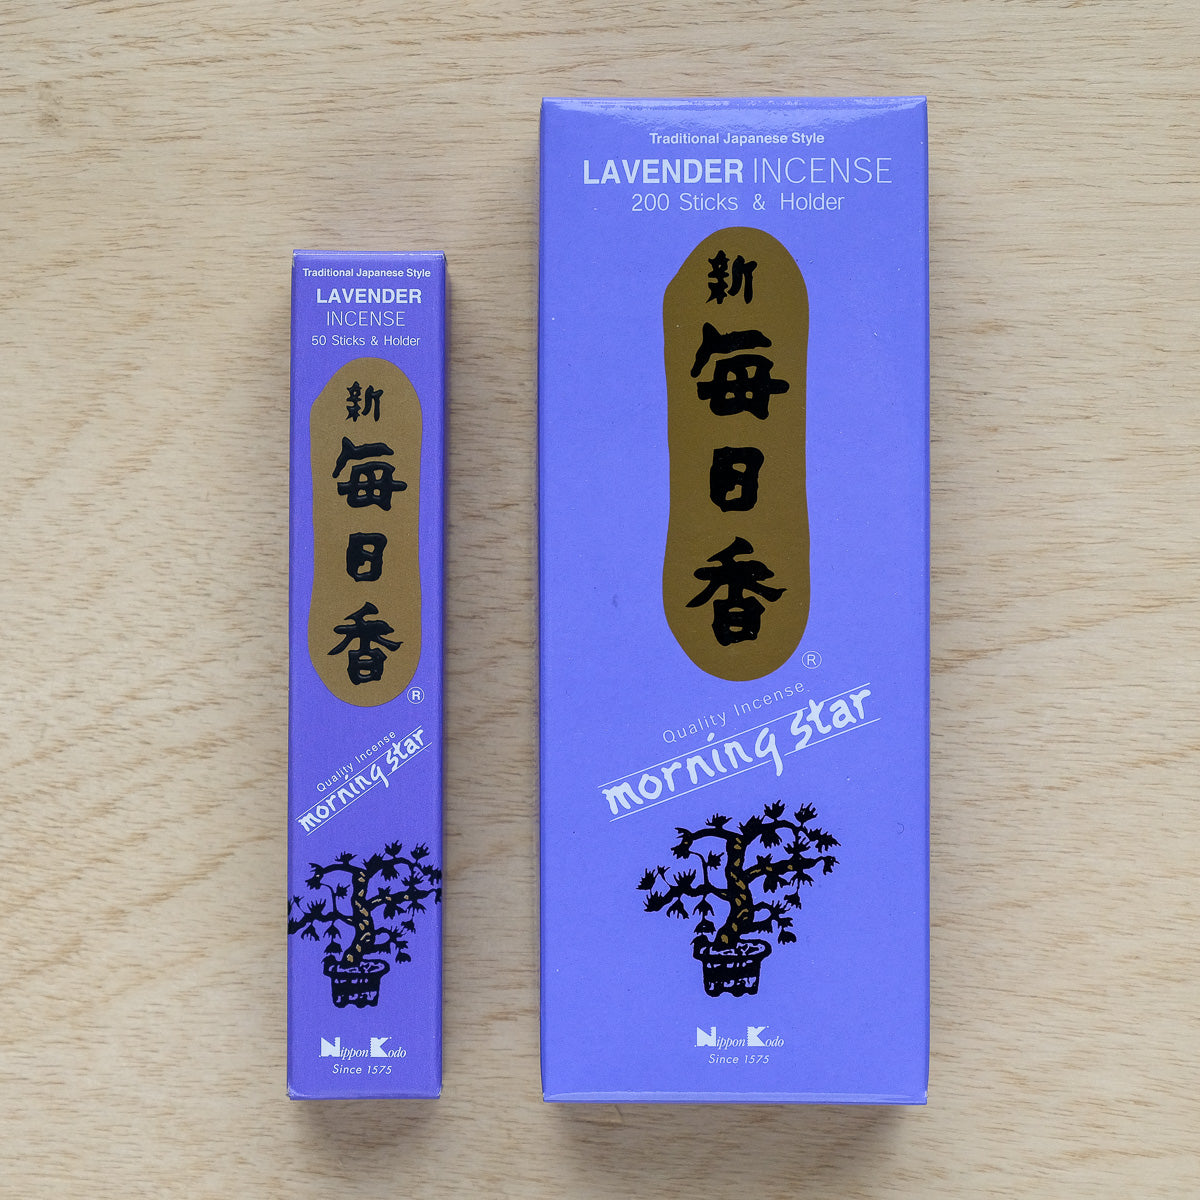 Traditional Japanese Style
LAVENDER
INCENSE
50 Sticks & Holder
新
毎
日
香
®
Quality Incense
morning star
Nippon Kodo
Since 1575
Traditional Japanese Style
LAVENDER INCENSE
200 Sticks & Holder
新
毎
日
香
®
Quality Incense
morning star
Nippon Kodo
Since 1575